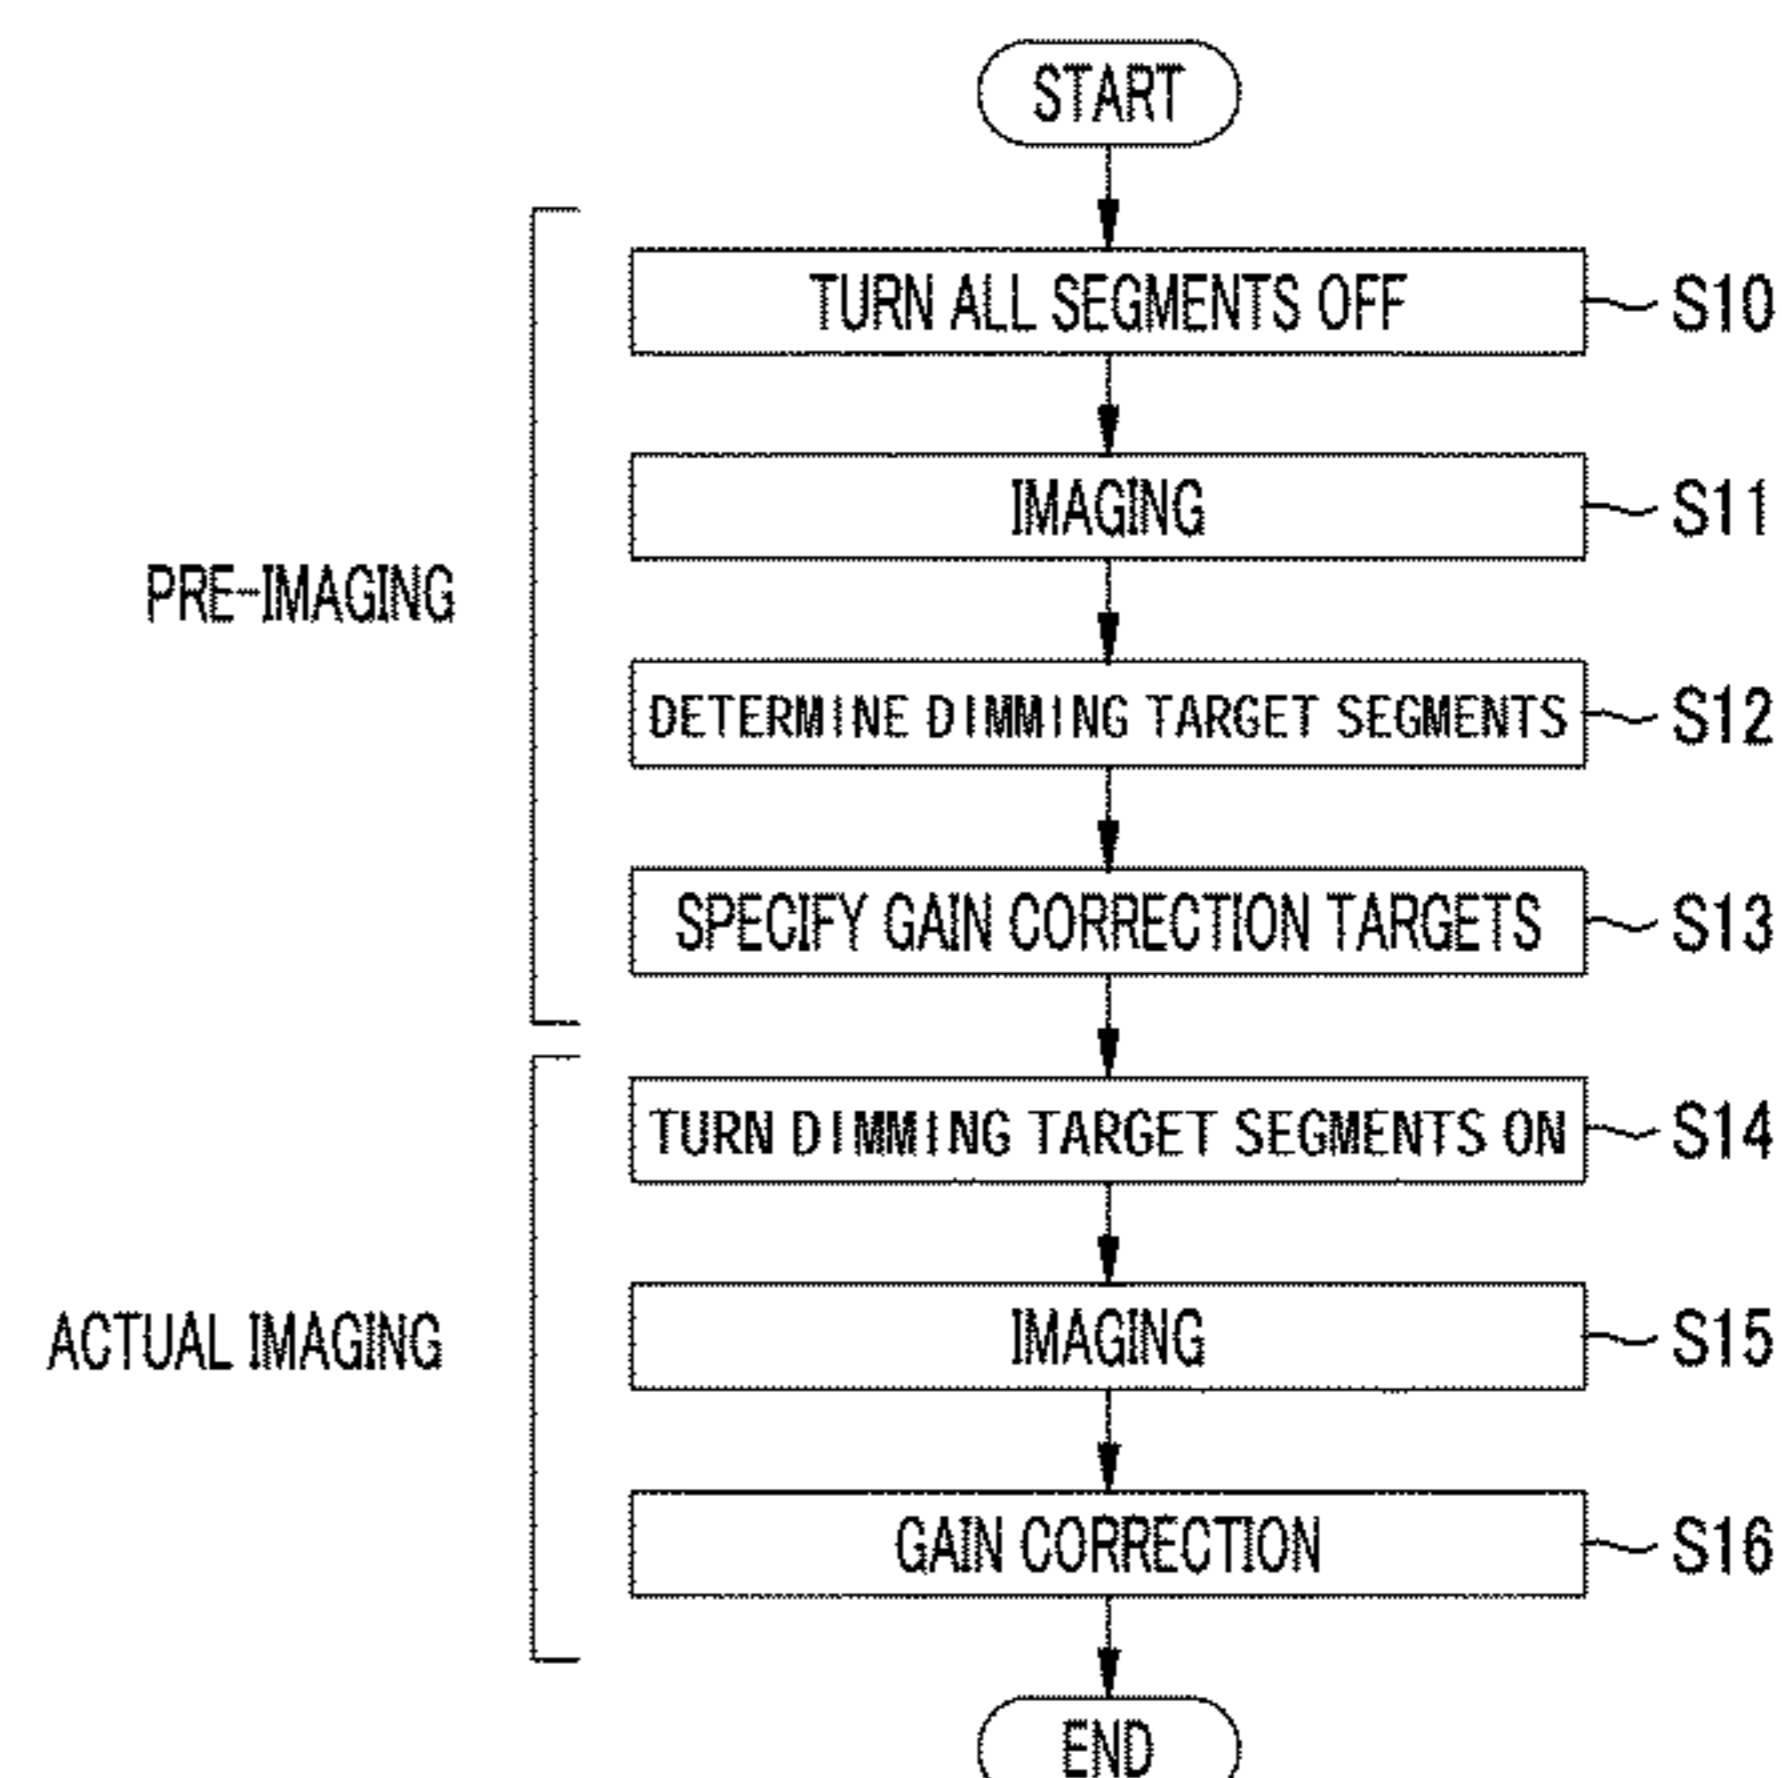 START
TURN ALL SEGMENTS OFF S10
IMAGING S11
PRE-IMAGING
DETERMINE DIMMING TARGET SEGMENTS S12
SPECIFY GAIN CORRECTION TARGETS S13
TURN DIMMING TARGET SEGMENTS ON S14
IMAGING S15
ACTUAL IMAGING
GAIN CORRECTION S16
END